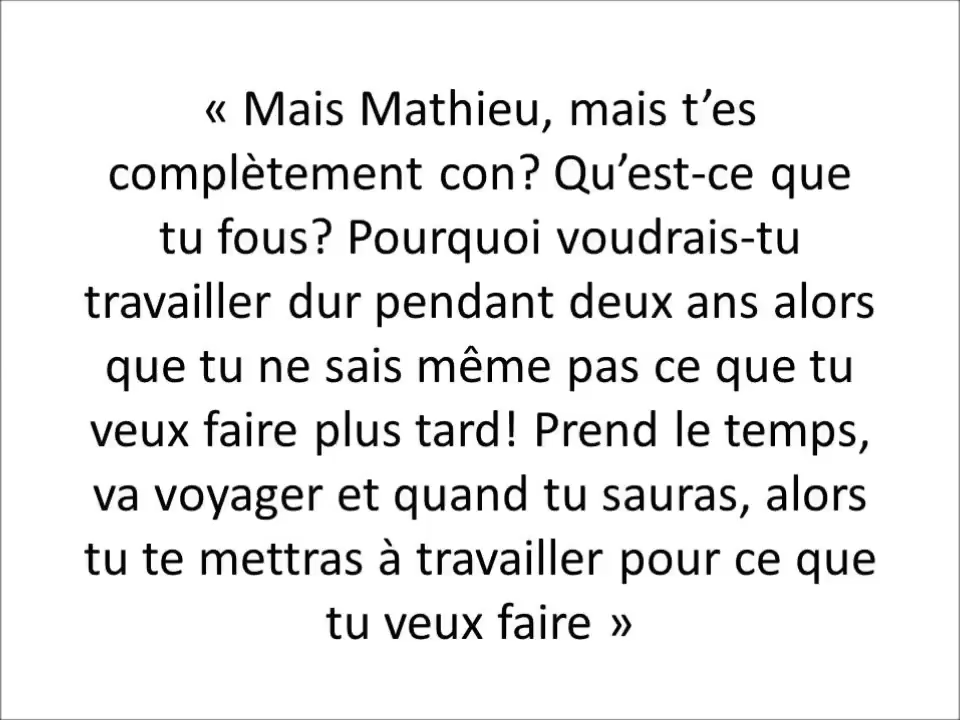 « Mais Mathieu, mais t’es
complètement con? Qu’est-ce que
tu fous? Pourquoi voudrais-tu
travailler dur pendant deux ans alors
que tu ne sais même pas ce que tu
veux faire plus tard! Prend le temps,
va voyager et quand tu sauras, alors
tu te mettras à travailler pour ce que
tu veux faire »